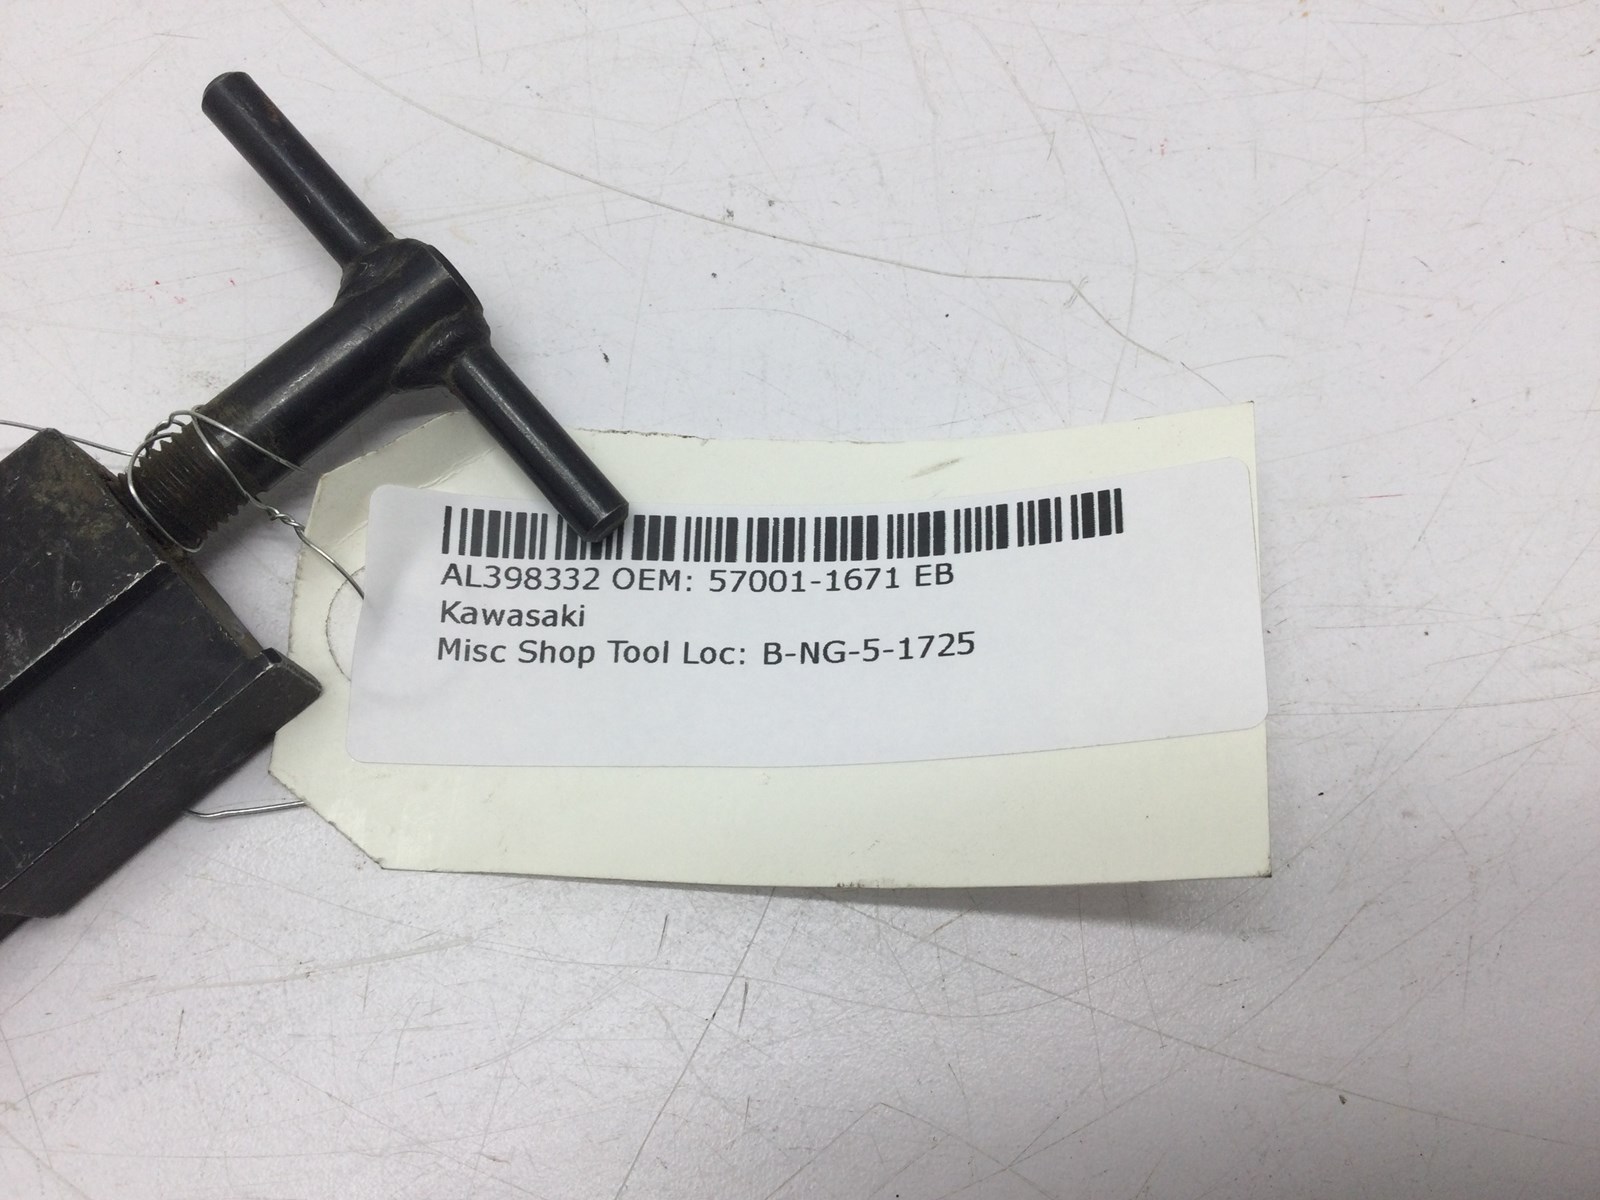 AL398332 OEM: 57001-1671 EB
Kawasaki
Misc Shop Tool Loc: B-NG-5-1725